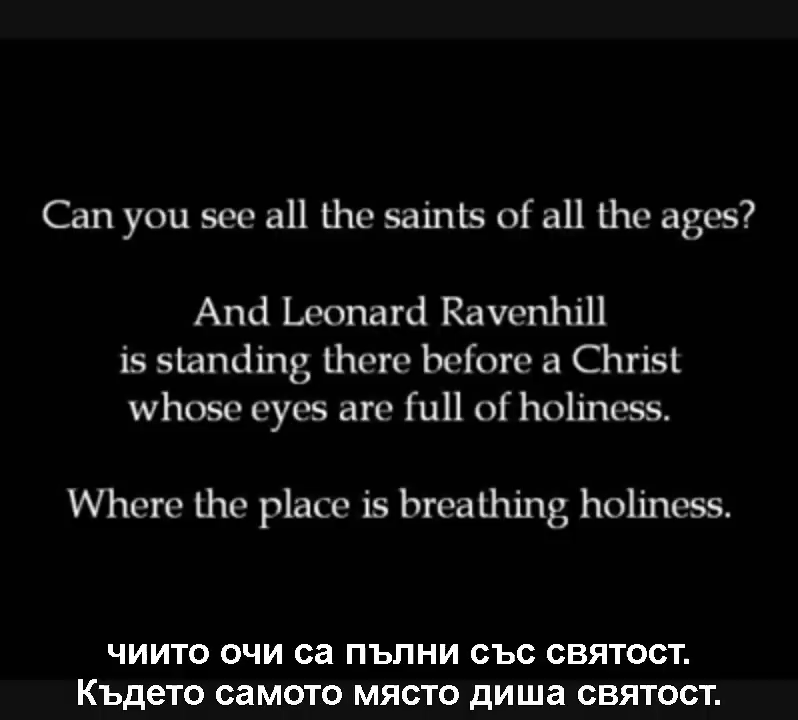 Can you see all the saints of all the ages?
And Leonard Ravenhill
is standing there before a Christ
whose eyes are full of holiness.
Where the place is breathing holiness.
чиито очи са пълни със святост.
Където самото място диша святост.